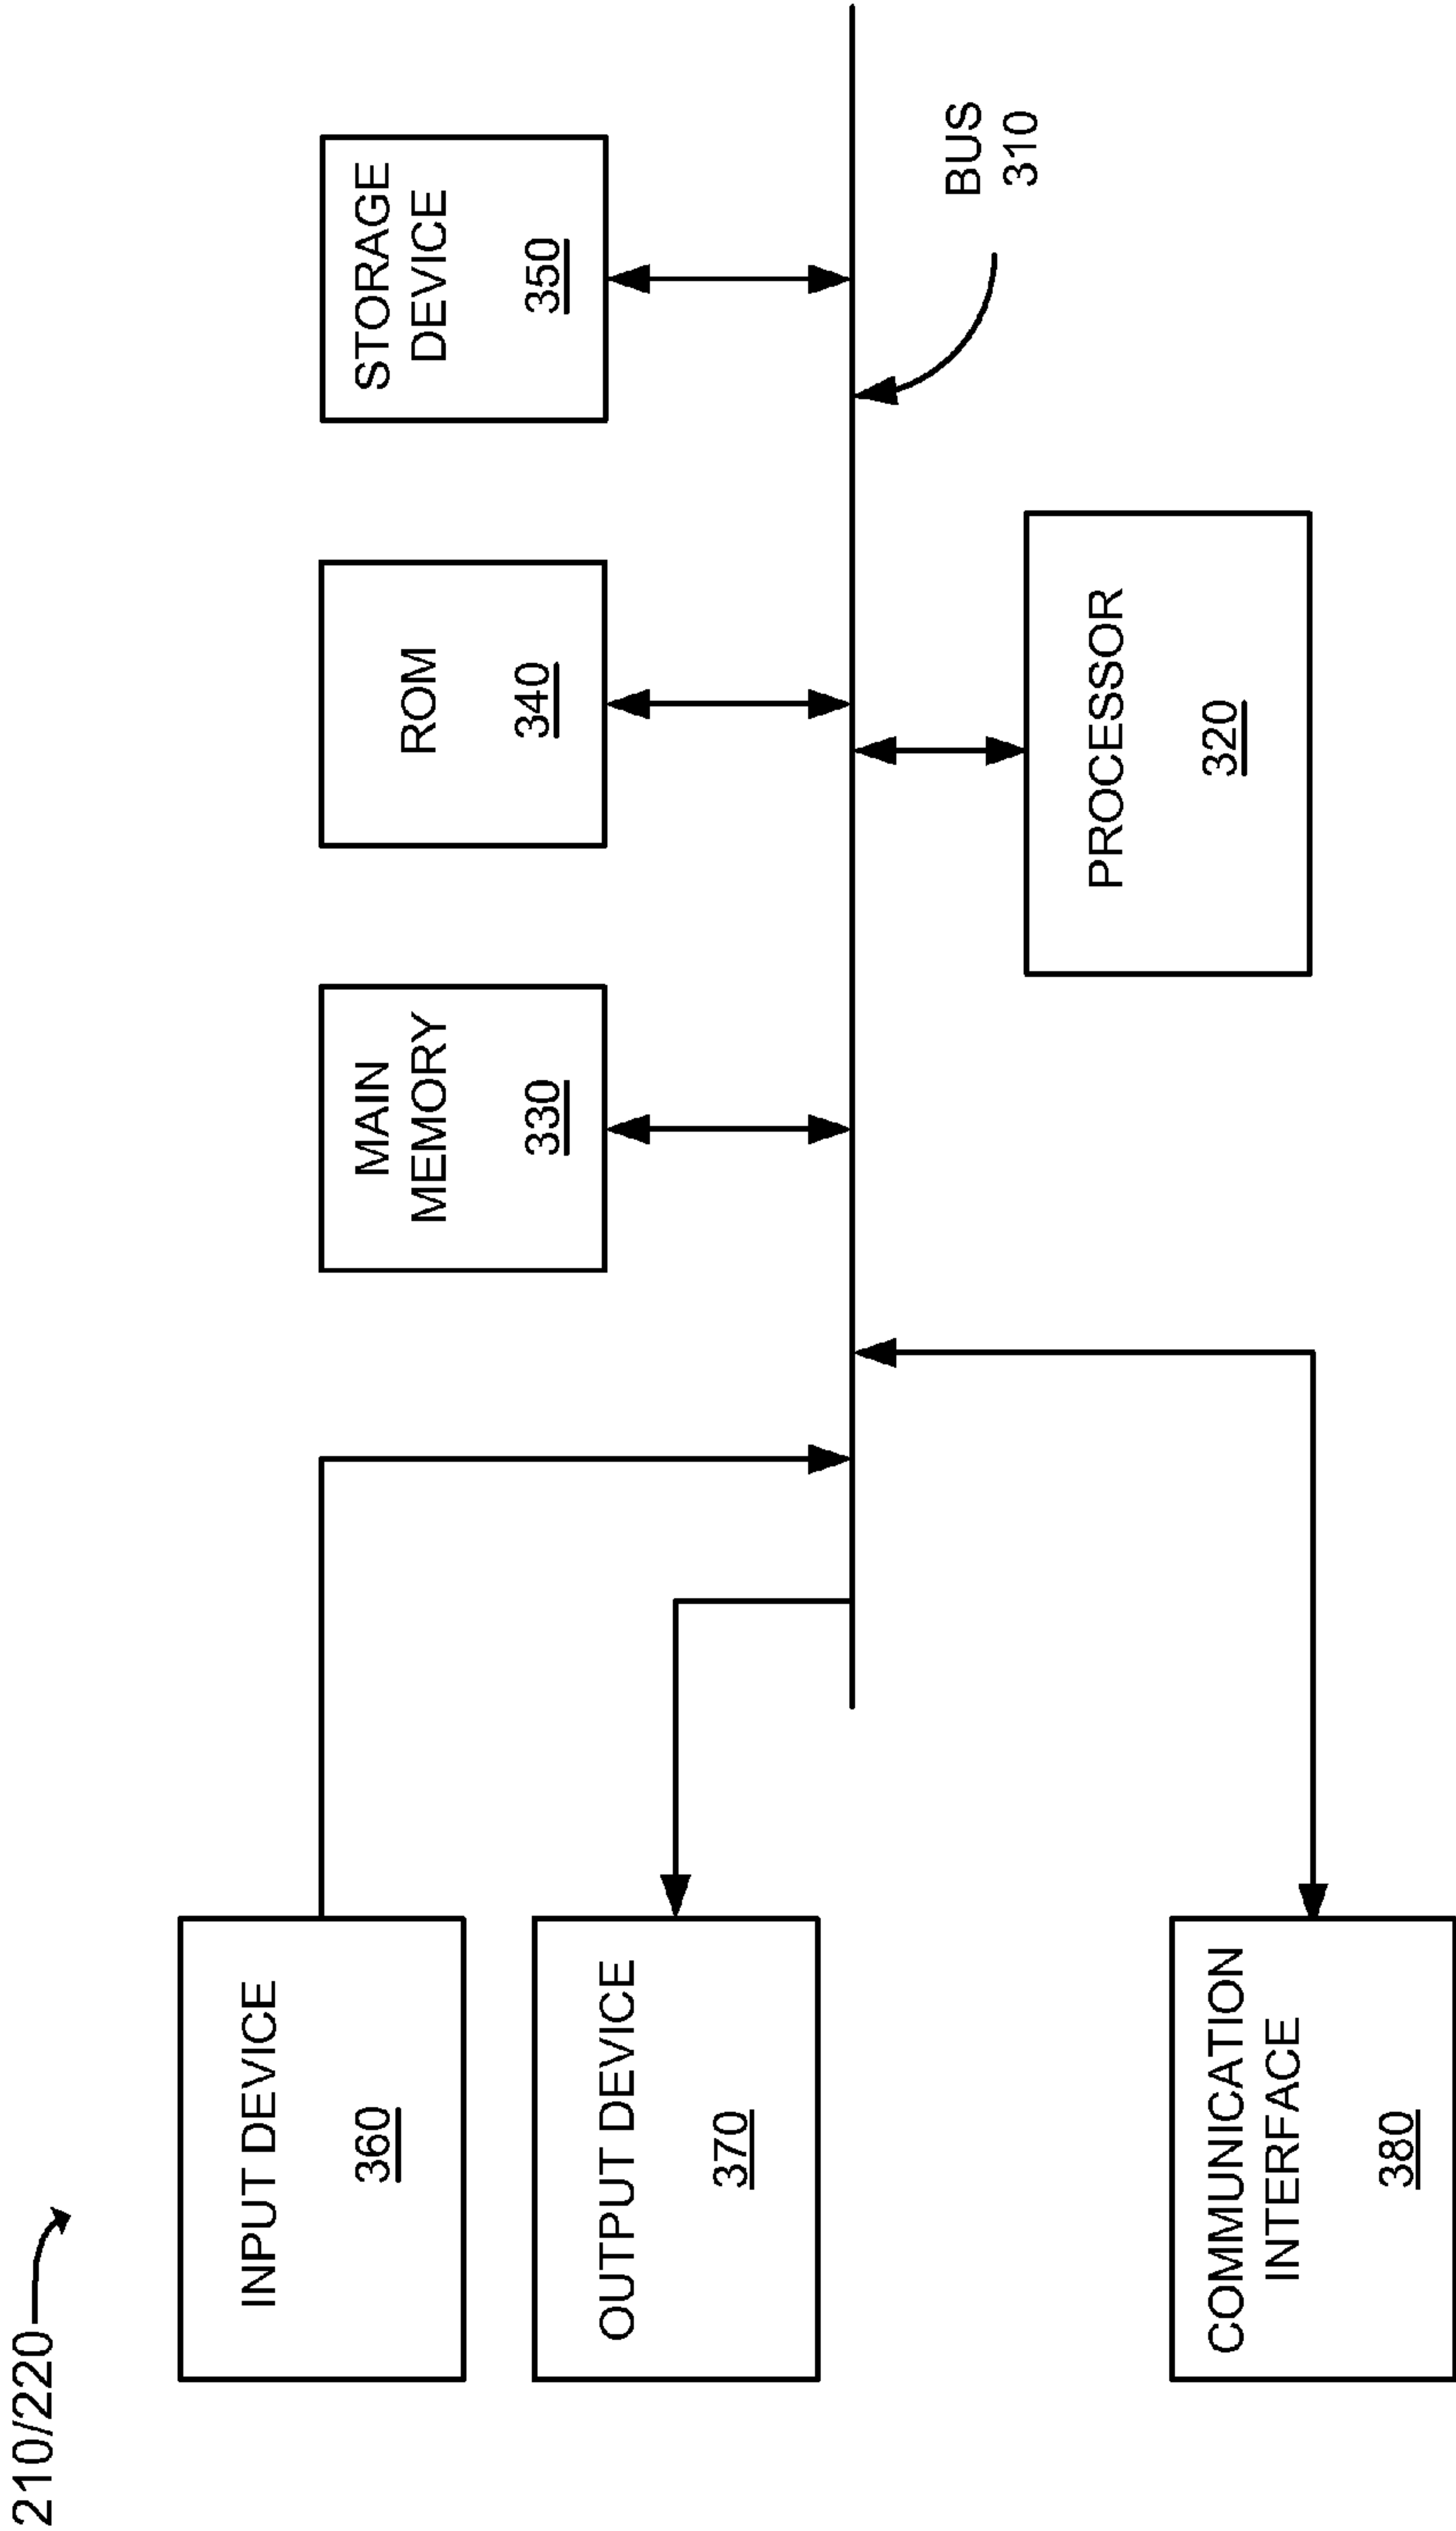 210/220
INPUT DEVICE
360
OUTPUT DEVICE
370
COMMUNICATION
INTERFACE
380
MAIN
MEMORY
330
ROM
340
STORAGE
DEVICE
350
PROCESSOR
320
BUS
310